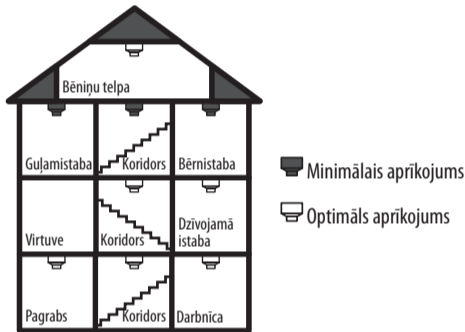 Bēniņu telpa
Guļamistaba
Koridors
Bērnistaba
Minimālais aprīkojums
Optimāls aprīkojums
Virtuve
Koridors
Dzīvojamā
istaba
Pagrabs
Koridors
Darbnīca